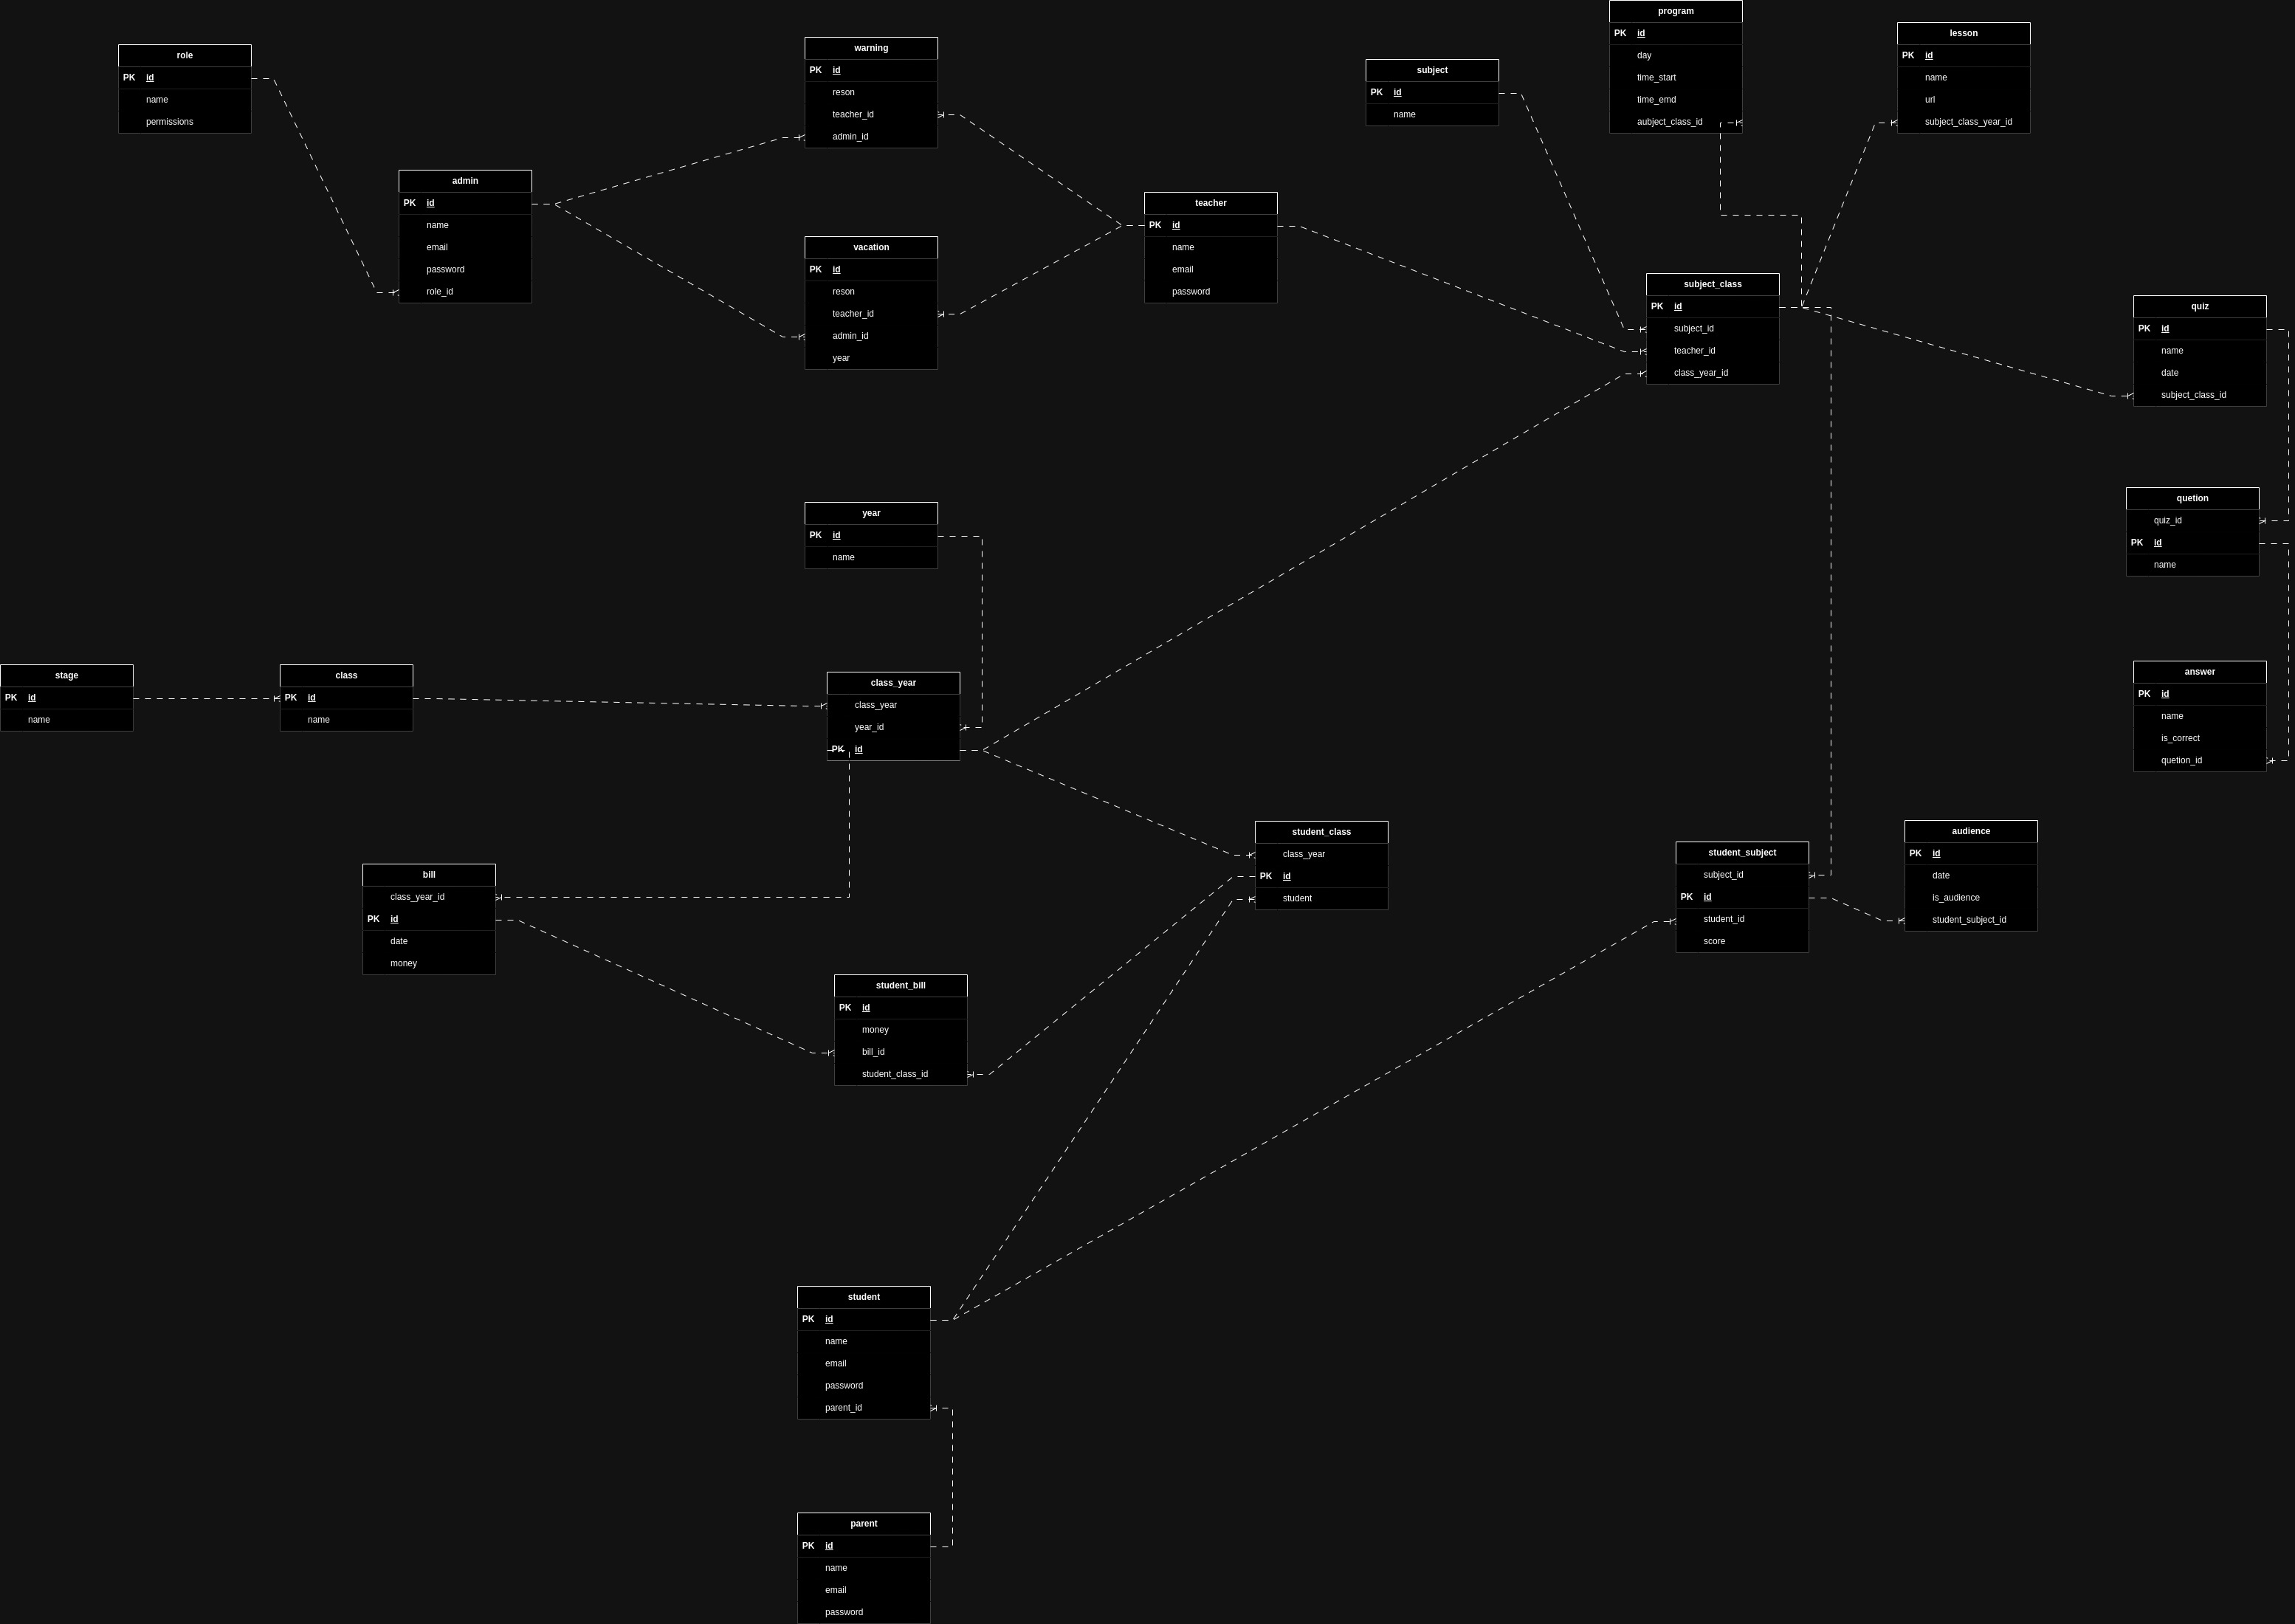 role
PK id
name
permissions
admin
PK id
name
email
password
role_id
warning
PK id
reson
teacher_id
admin_id
vacation
PK id
reson
teacher_id
admin_id
year
teacher
PK id
name
email
password
subject
PK id
name
program
PK id
day
time_start
time_emd
aubject_class_id
lesson
PK id
name
url
subject_class_year_id
subject_class
PK id
subject_id
teacher_id
class_year_id
quiz
PK id
name
date
subject_class_id
quetion
quiz_id
PK id
name
answer
PK id
name
is_correct
quetion_id
year
PK id
name
stage
PK id
name
class
PK id
name
class_year
class_year
year_id
PK id
bill
class_year_id
PK id
date
money
student_bill
PK id
money
bill_id
student_class_id
student_class
class_year
PK id
student
student_subject
subject_id
PK id
student_id
score
audience
PK id
date
is_audience
student_subject_id
student
PK id
name
email
password
parent_id
parent
PK id
name
email
password